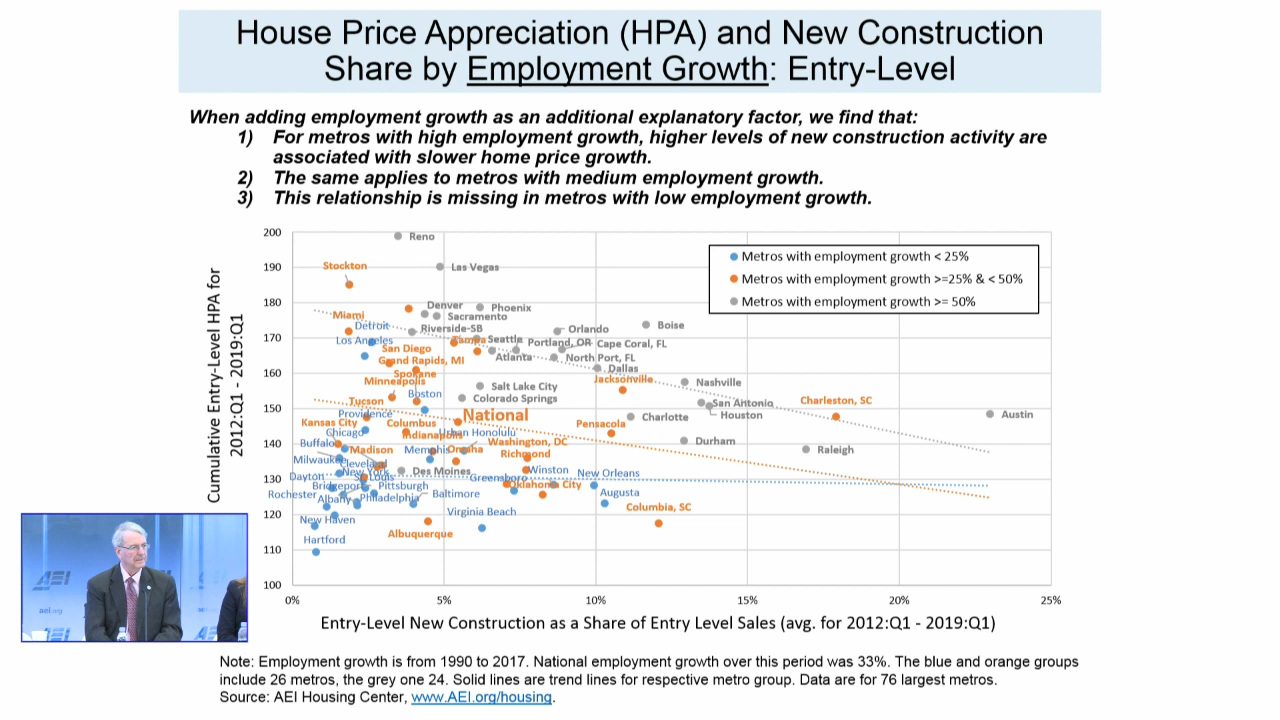 House Price Appreciation (HPA) and New Construction
Share by Employment Growth: Entry-Level
When adding employment growth as an additional explanatory factor, we find that:
1) For metros with high employment growth, higher levels of new construction activity are
associated with slower home price growth.
2) The same applies to metros with medium employment growth.
3) This relationship is missing in metros with low employment growth.
Cumulative Entry-Level HPA for
2012:Q1 - 2019:Q1
200
190
180
170
160
150
140
130
120
110
100
Metros with employment growth < 25%
Metros with employment growth >=25% & < 50%
Metros with employment growth >= 50%
Reno
Stockton
Las Vegas
Denver
Phoenix
Miami
Sacramento
Detroit
Riverside-SB
Orlando
Boise
Los Angeles
Tampa
Seattle
Portland, OR
Cape Coral, FL
San Diego
Atlanta
North Port, FL
Grand Rapids, MI
Dallas
Spokane
Jacksonville
Minneapolis
Salt Lake City
Nashville
Boston
Colorado Springs
Tucson
San Antonio
Charleston, SC
Providence
National
Charlotte
Houston
Austin
Kansas City
Columbus
Pensacola
Chicago
Indianapolis
Urban Honolulu
Buffalo
Washington, DC
Durham
Madison
Memphis
Omaha
Richmond
Raleigh
Milwaukee
Cleveland
New York
Des Moines
Winston
New Orleans
Dayton
St Louis
Greensboro
Bridgeport
Pittsburgh
Oklahoma City
Rochester
Albany
Philadelphia
Baltimore
Augusta
New Haven
Virginia Beach
Columbia, SC
Hartford
Albuquerque
0% 5% 10% 15% 20% 25%
Entry-Level New Construction as a Share of Entry Level Sales (avg. for 2012:Q1 - 2019:Q1)
AEI
AEI
aei.org
Note: Employment growth is from 1990 to 2017. National employment growth over this period was 33%. The blue and orange groups
include 26 metros, the grey one 24. Solid lines are trend lines for respective metro group. Data are for 76 largest metros.
Source: AEI Housing Center, www.AEI.org/housing.